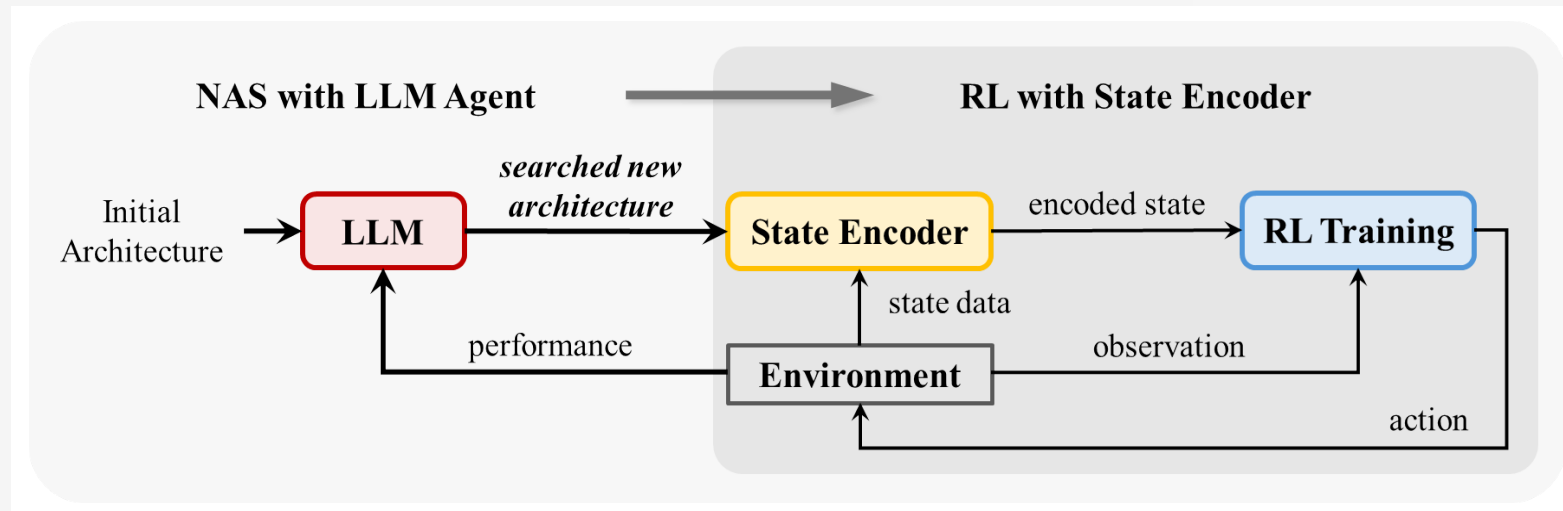 NAS with LLM Agent
RL with State Encoder
searched new
architecture
Initial
Architecture
LLM
State Encoder
encoded state
RL Training
state data
performance
Environment
observation
action